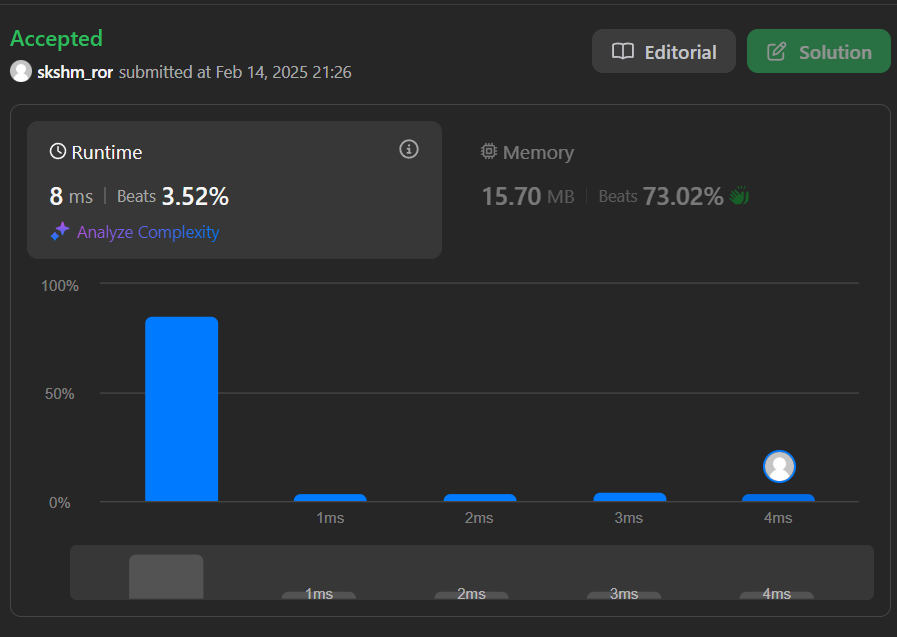 Accepted
skshm_ror submitted at Feb 14, 2025 21:26
Editorial
Solution
Runtime
8 ms | Beats 3.52%
Analyze Complexity
Memory
15.70 MB | Beats 73.02%
100%
50%
0%
1ms 2ms 3ms 4ms
1ms 2ms 3ms 4ms